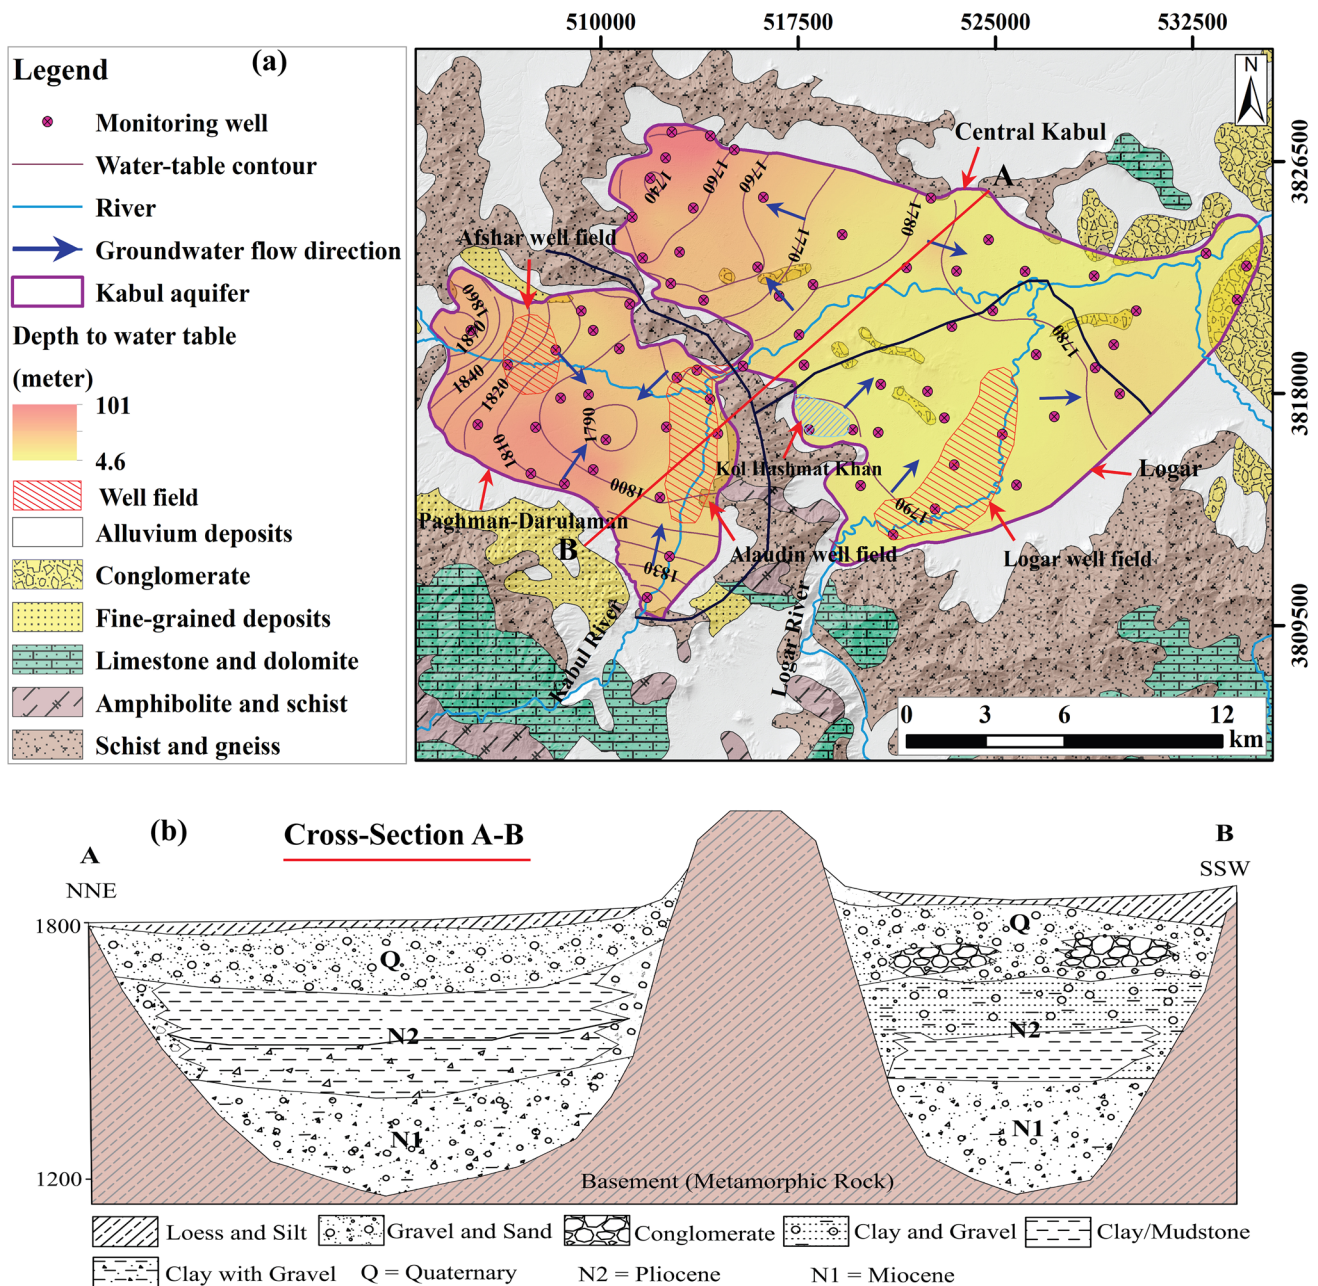 510000
517500
525000
532500
Legend
(a)
Monitoring well
Water-table contour
River
Groundwater flow direction
Kabul aquifer
Depth to water table
(meter)
101
4.6
Well field
Alluvium deposits
Conglomerate
Fine-grained deposits
Limestone and dolomite
Amphibolite and schist
Schist and gneiss
N
3826500
3818000
3809500
Central Kabul
A
1740
1760
1760
1770
1780
Afshar well field
1860
1870
1840
1820
1810
1790
1800
1830
1780
1790
Kol Hashmat Khan
Logar
Paghman-Darulaman
B
Alaudin well field
Logar well field
Kabul River
Logar River
0 3 6 12
km
(b)
Cross-Section A-B
A
NNE
B
SSW
1800
1200
Q
Q
N2
N2
N1
N1
Basement (Metamorphic Rock)
Loess and Silt
Gravel and Sand
Conglomerate
Clay and Gravel
Clay/Mudstone
Clay with Gravel
Q = Quaternary
N2 = Pliocene
N1 = Miocene